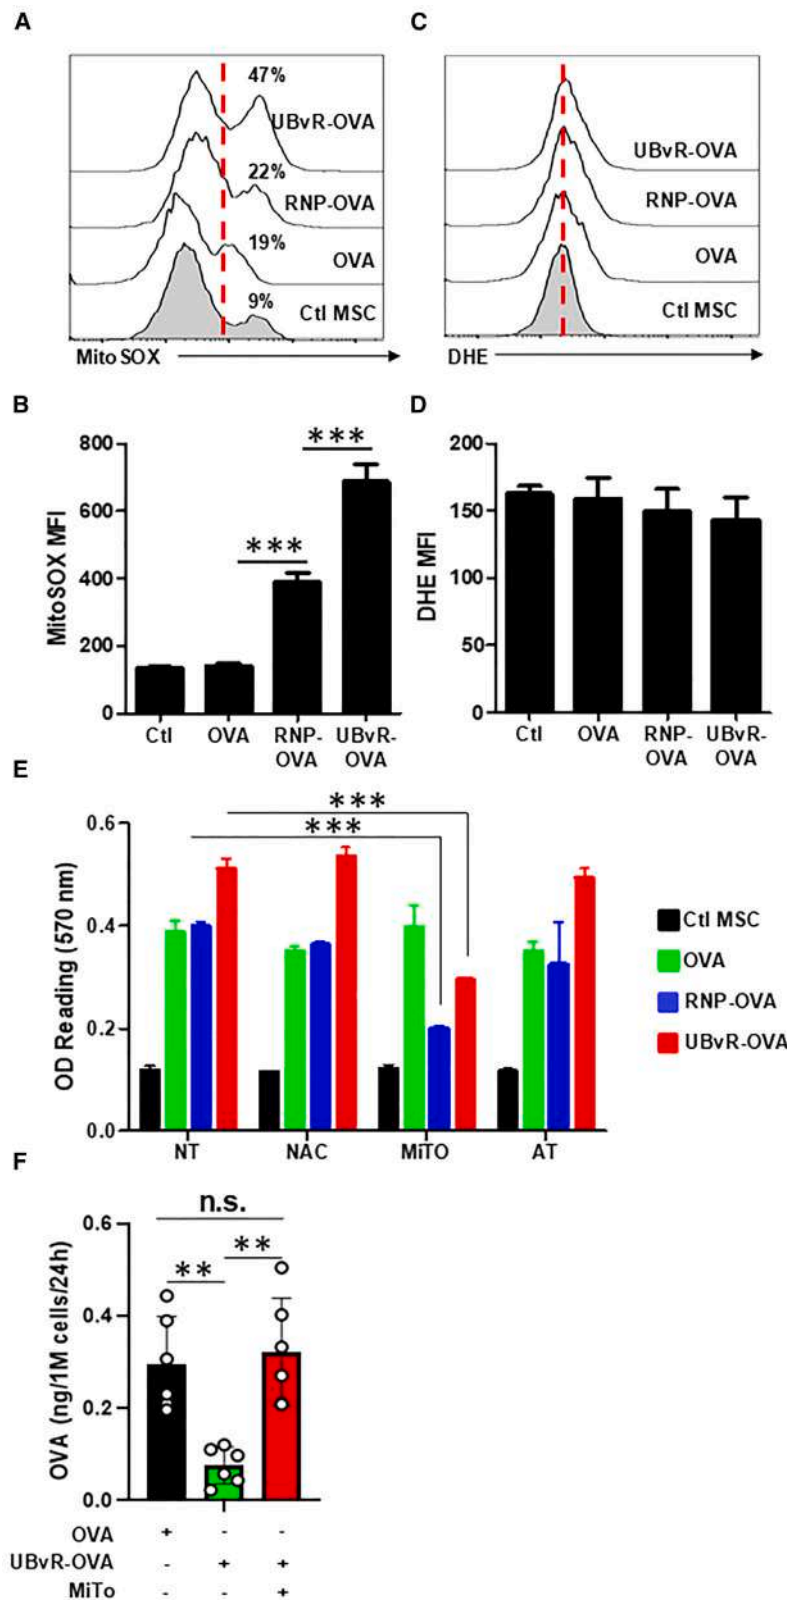 A
47%
UBvR-OVA
22%
RNP-OVA
19%
OVA
9%
Ctl MSC
MitoSOX
C
UBvR-OVA
RNP-OVA
OVA
Ctl MSC
DHE
B
MitoSOX MFI
800
600
400
200
0
***
***
Ctl
OVA
RNP-
OVA
UBvR-
OVA
D
DHE MFI
200
150
100
50
0
Ctl
OVA
RNP-
OVA
UBvR-
OVA
E
OD Reading (570 nm)
0.6
0.4
0.2
0.0
***
***
NT
NAC
MiTO
AT
Ctl MSC
OVA
RNP-OVA
UBvR-OVA
F
OVA (ng/1M cells/24h)
0.6
0.4
0.2
0.0
n.s.
**
**
OVA + - -
UBvR-OVA - + +
MiTo - - +